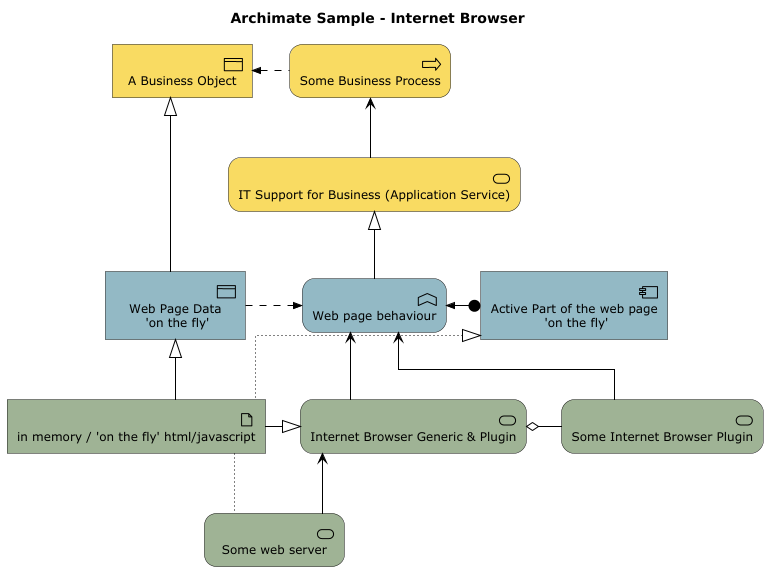 Archimate Sample - Internet Browser
A Business Object
Some Business Process
IT Support for Business (Application Service)
Web Page Data
'on the fly'
Web page behaviour
Active Part of the web page
'on the fly'
in memory / 'on the fly' html/javascript
Internet Browser Generic & Plugin
Some Internet Browser Plugin
Some web server